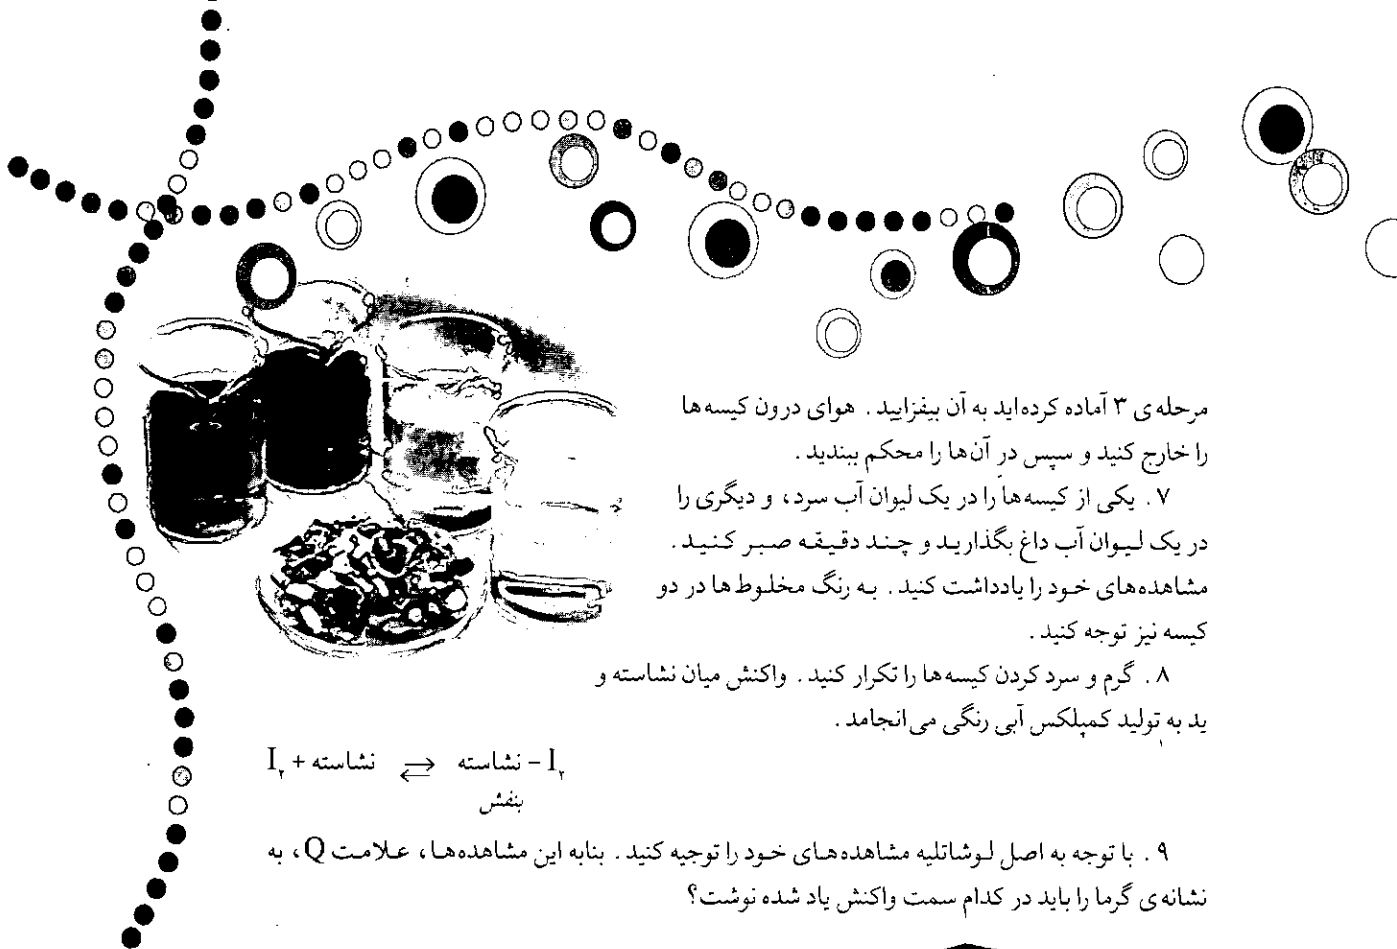 مرحله‌ی ۳ آماده کرده‌اید به آن بیفزایید. هوای درون کیسه‌ها
را خارج کنید و سپس در آن‌ها را محکم ببندید.
۷. یکی از کیسه‌ها را در یک لیوان آب سرد، و دیگری را
در یک لیوان آب داغ بگذارید و چند دقیقه صبر کنید.
مشاهده‌های خود را یادداشت کنید. به رنگ مخلوط‌ها در دو
کیسه نیز توجه کنید.
۸. گرم و سرد کردن کیسه‌ها را تکرار کنید. واکنش میان نشاسته و
ید به تولید کمپلکس آبی رنگی می‌انجامد.
I₂ + نشاسته ⇌ نشاسته – I₂
بنفش
۹. با توجه به اصل لوشاتلیه مشاهده‌های خود را توجیه کنید. بنابه این مشاهده‌ها، علامت Q، به
نشانه‌ی گرما را باید در کدام سمت واکنش یاد شده نوشت؟